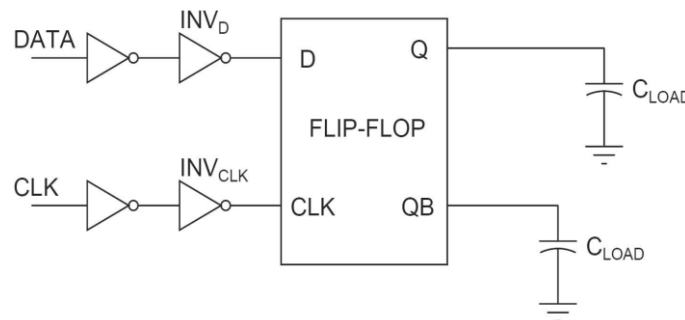 DATA
INV_D
D
Q
C_LOAD
FLIP-FLOP
CLK
INV_CLK
CLK
QB
C_LOAD